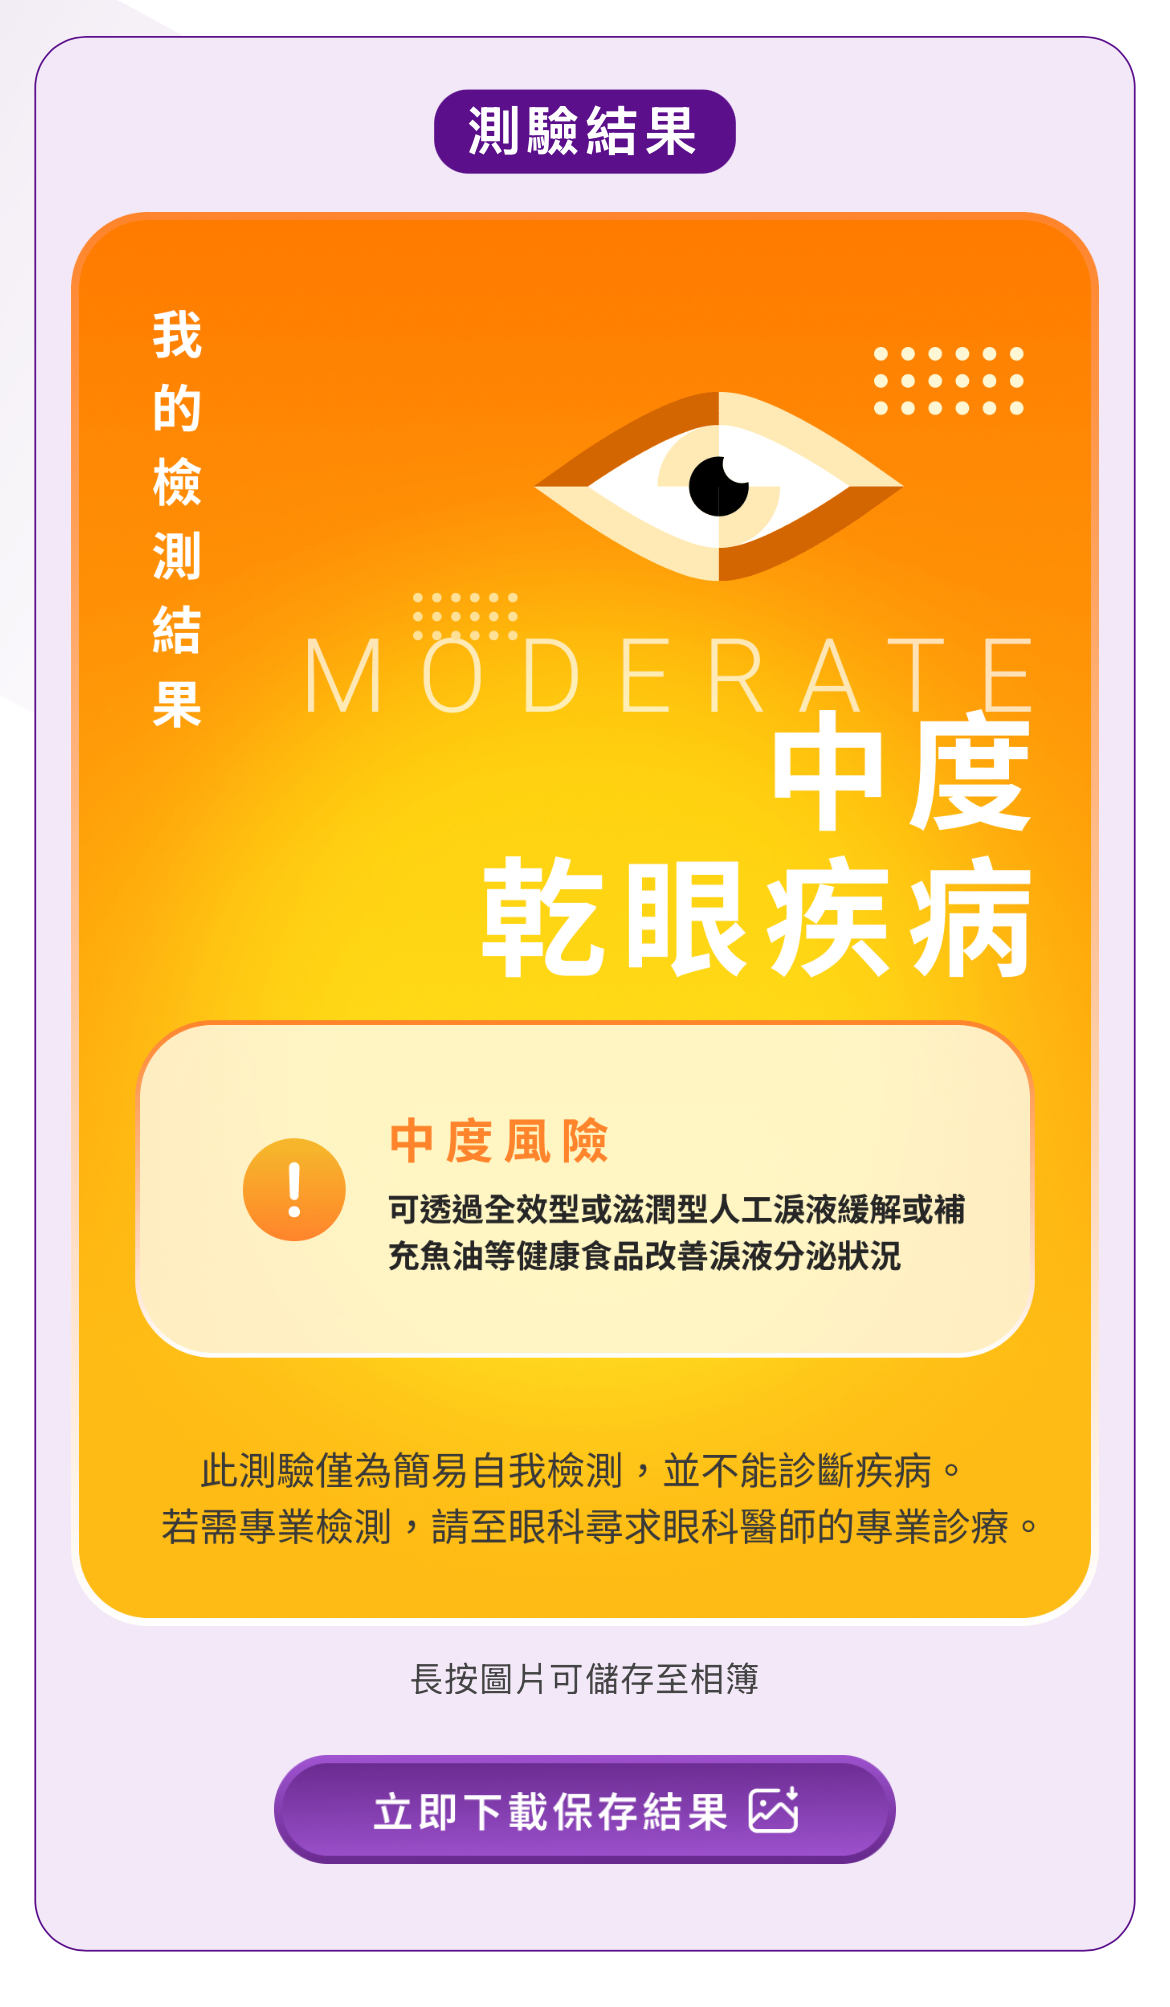 測驗結果
我的檢測結果
MODERATE
中度
乾眼疾病
中度風險
可透過全效型或滋潤型人工淚液緩解或補
充魚油等健康食品改善淚液分泌狀況
此測驗僅為簡易自我檢測，並不能診斷疾病。
若需專業檢測，請至眼科尋求眼科醫師的專業診療。
長按圖片可儲存至相簿
立即下載保存結果